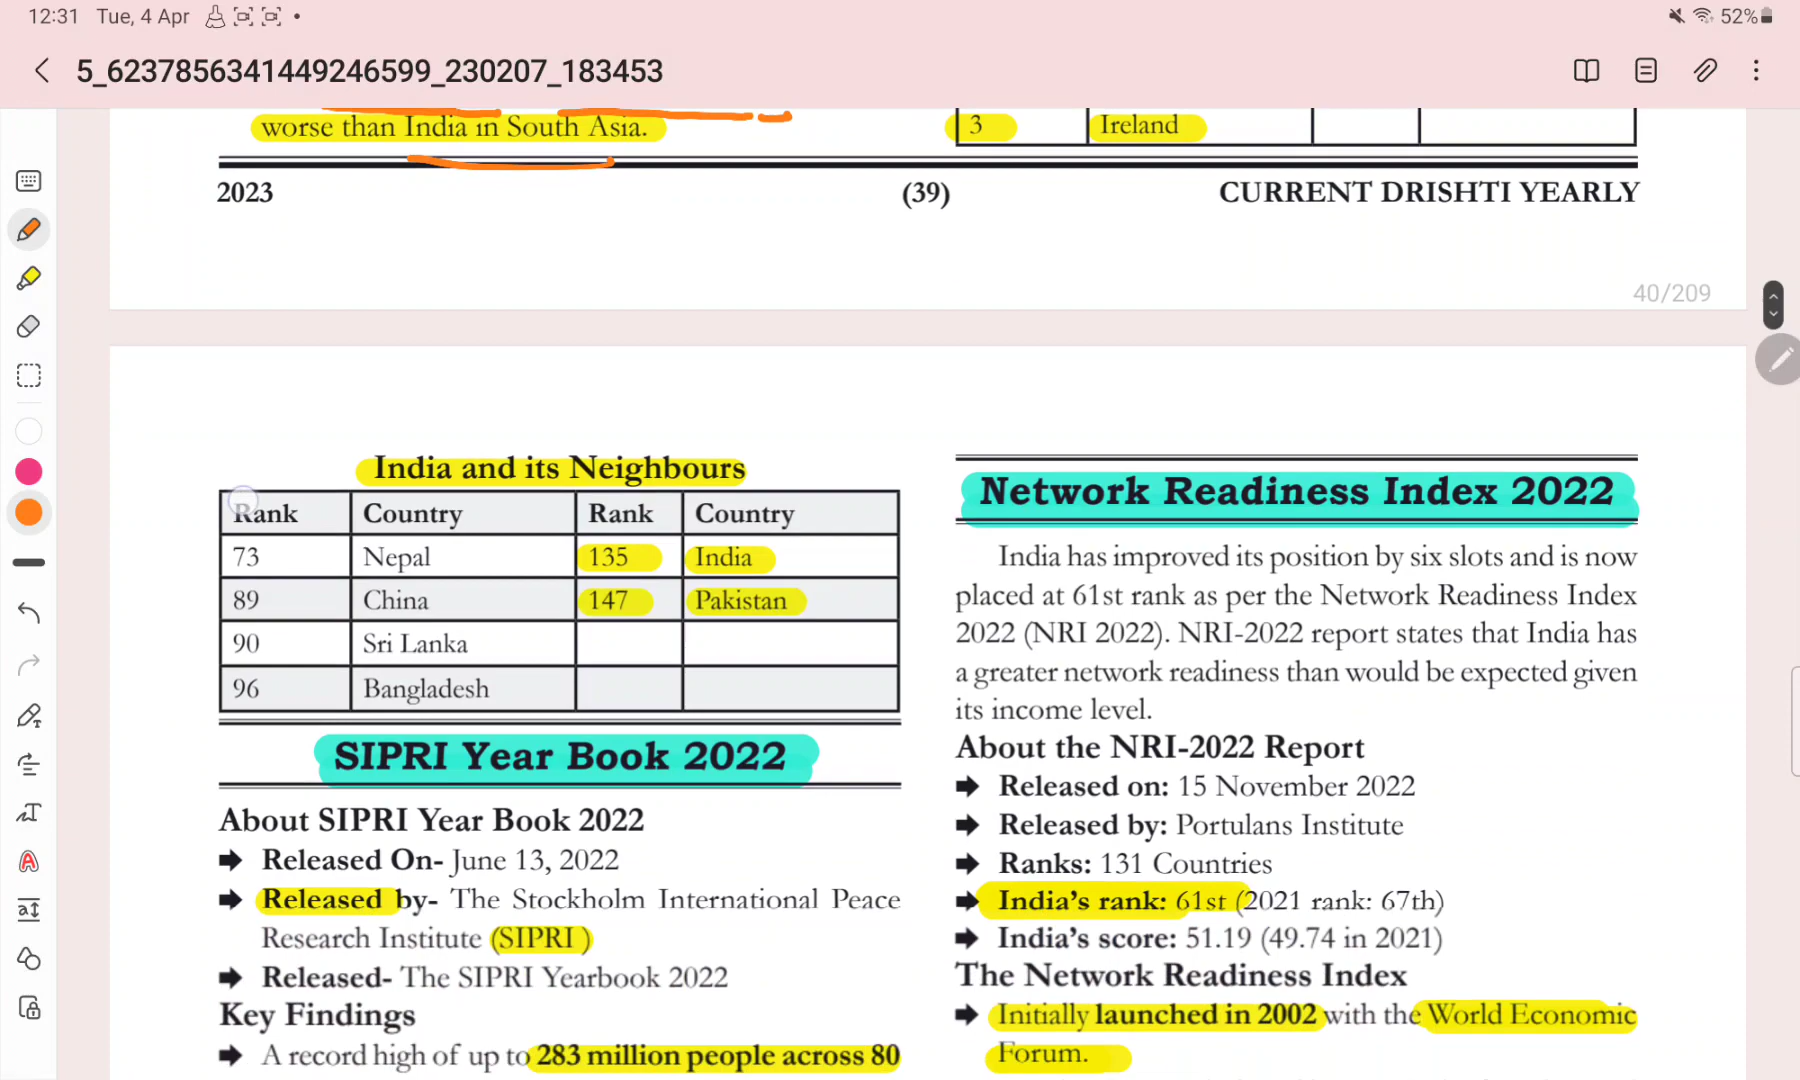 12:31 Tue, 4 Apr
52%
5_6237856341449246599_230207_183453
worse than India in South Asia.
3 Ireland
2023 (39) CURRENT DRISHTI YEARLY
40/209
India and its Neighbours
Rank Country Rank Country
73 Nepal 135 India
89 China 147 Pakistan
90 Sri Lanka
96 Bangladesh
SIPRI Year Book 2022
About SIPRI Year Book 2022
Released On- June 13, 2022
Released by- The Stockholm International Peace
Research Institute (SIPRI )
Released- The SIPRI Yearbook 2022
Key Findings
A record high of up to 283 million people across 80
Network Readiness Index 2022
India has improved its position by six slots and is now
placed at 61st rank as per the Network Readiness Index
2022 (NRI 2022). NRI-2022 report states that India has
a greater network readiness than would be expected given
its income level.
About the NRI-2022 Report
Released on: 15 November 2022
Released by: Portulans Institute
Ranks: 131 Countries
India's rank: 61st (2021 rank: 67th)
India's score: 51.19 (49.74 in 2021)
The Network Readiness Index
Initially launched in 2002 with the World Economic
Forum.